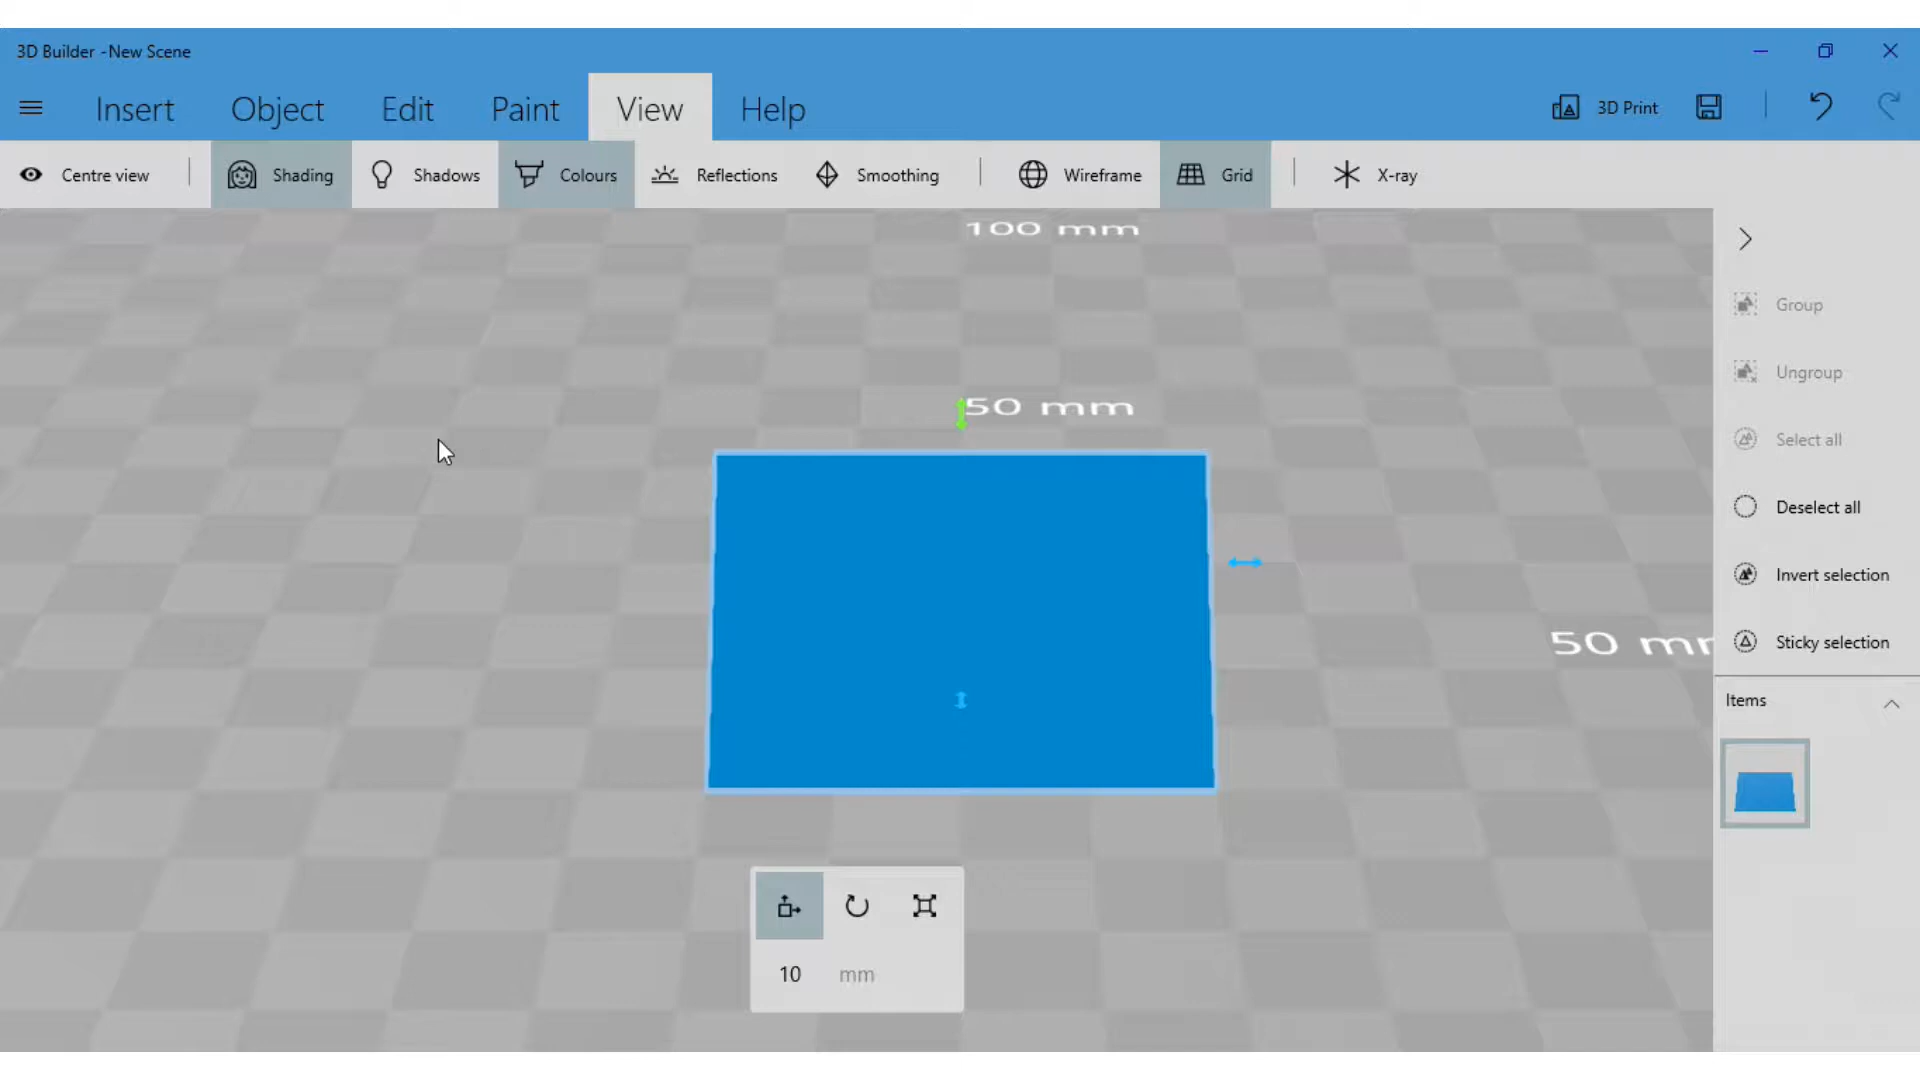 3D Builder -New Scene
Insert Object Edit Paint View Help 3D Print
Centre view Shading Shadows Colours Reflections Smoothing Wireframe Grid X-ray
100 mm
Group
Ungroup
50 mm
Select all
Deselect all
Invert selection
50 mm
Sticky selection
Items
10 mm